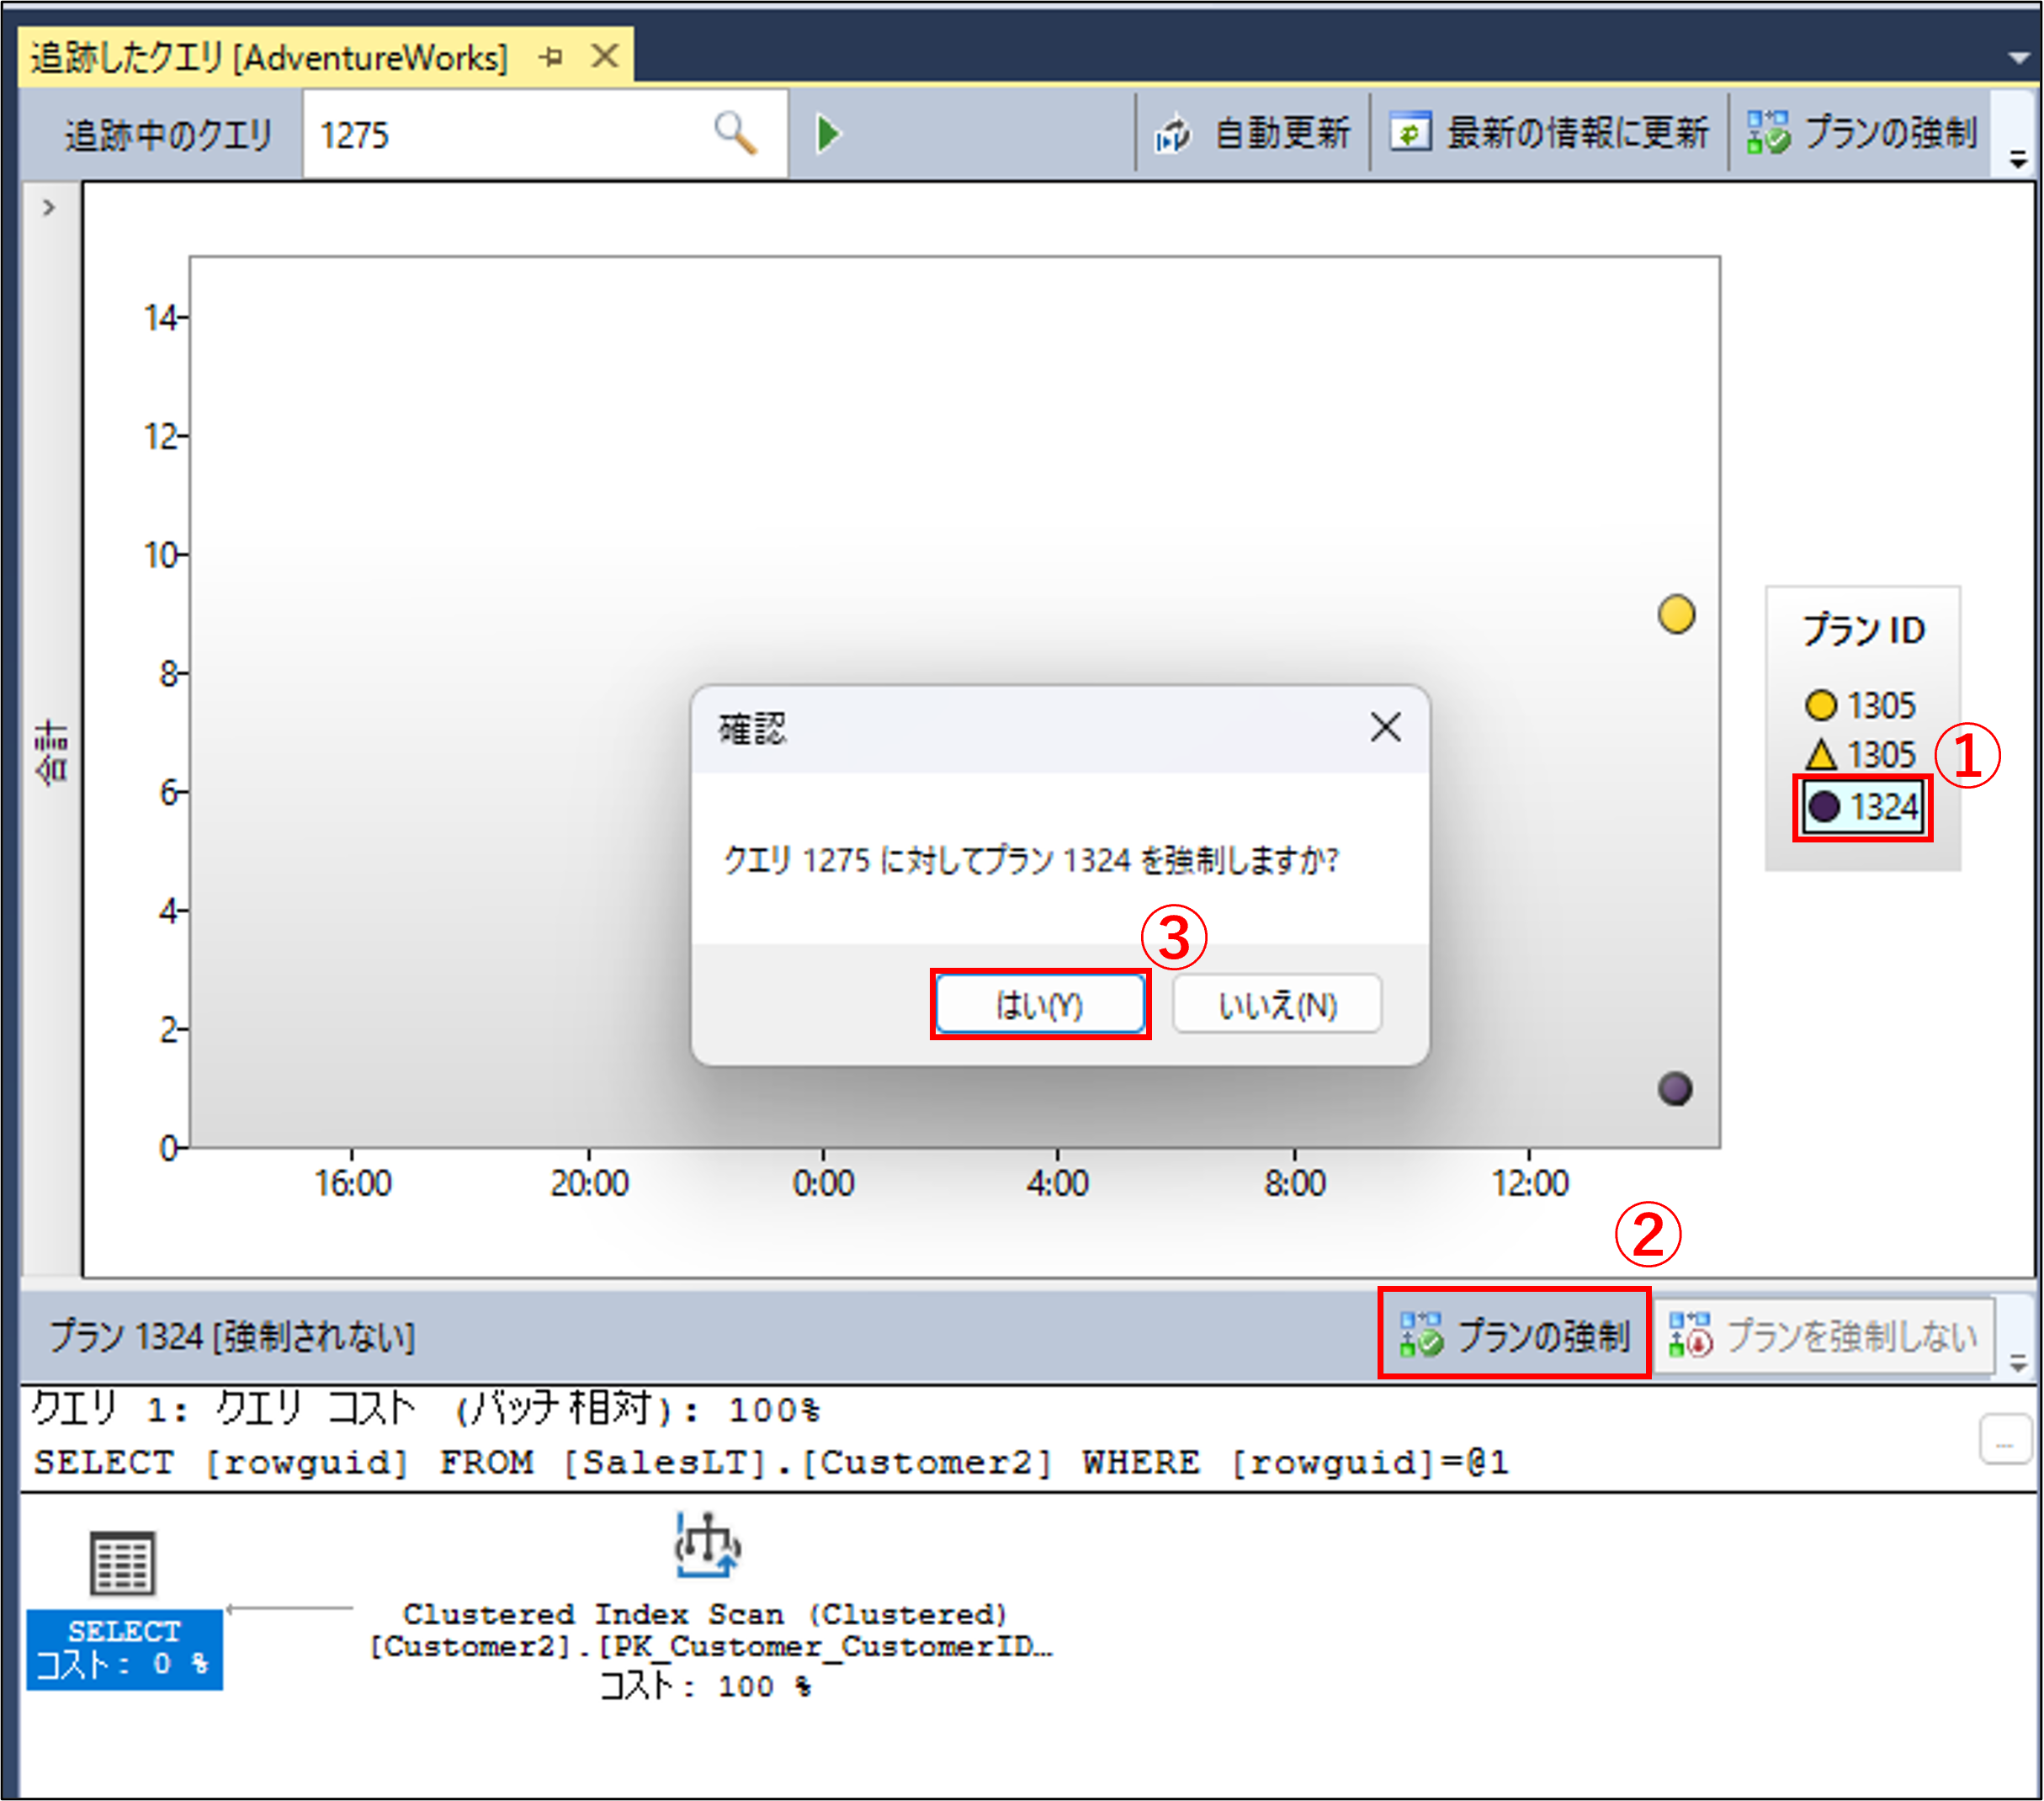 追跡したクエリ [AdventureWorks]
追跡中のクエリ 1275 自動更新 最新の情報に更新 プランの強制
合計
14
12
10
8
6
4
2
0
16:00 20:00 0:00 4:00 8:00 12:00
プラン ID
1305
1305
1324
①
確認
クエリ 1275 に対してプラン 1324 を強制しますか?
③
はい(Y) いいえ(N)
②
プラン 1324 [強制されない] プランの強制 プランを強制しない
クエリ 1: クエリ コスト (バッチ相対): 100%
SELECT [rowguid] FROM [SalesLT].[Customer2] WHERE [rowguid]=@1
...
SELECT
コスト: 0 %
Clustered Index Scan (Clustered)
[Customer2].[PK_Customer_CustomerID…
コスト: 100 %